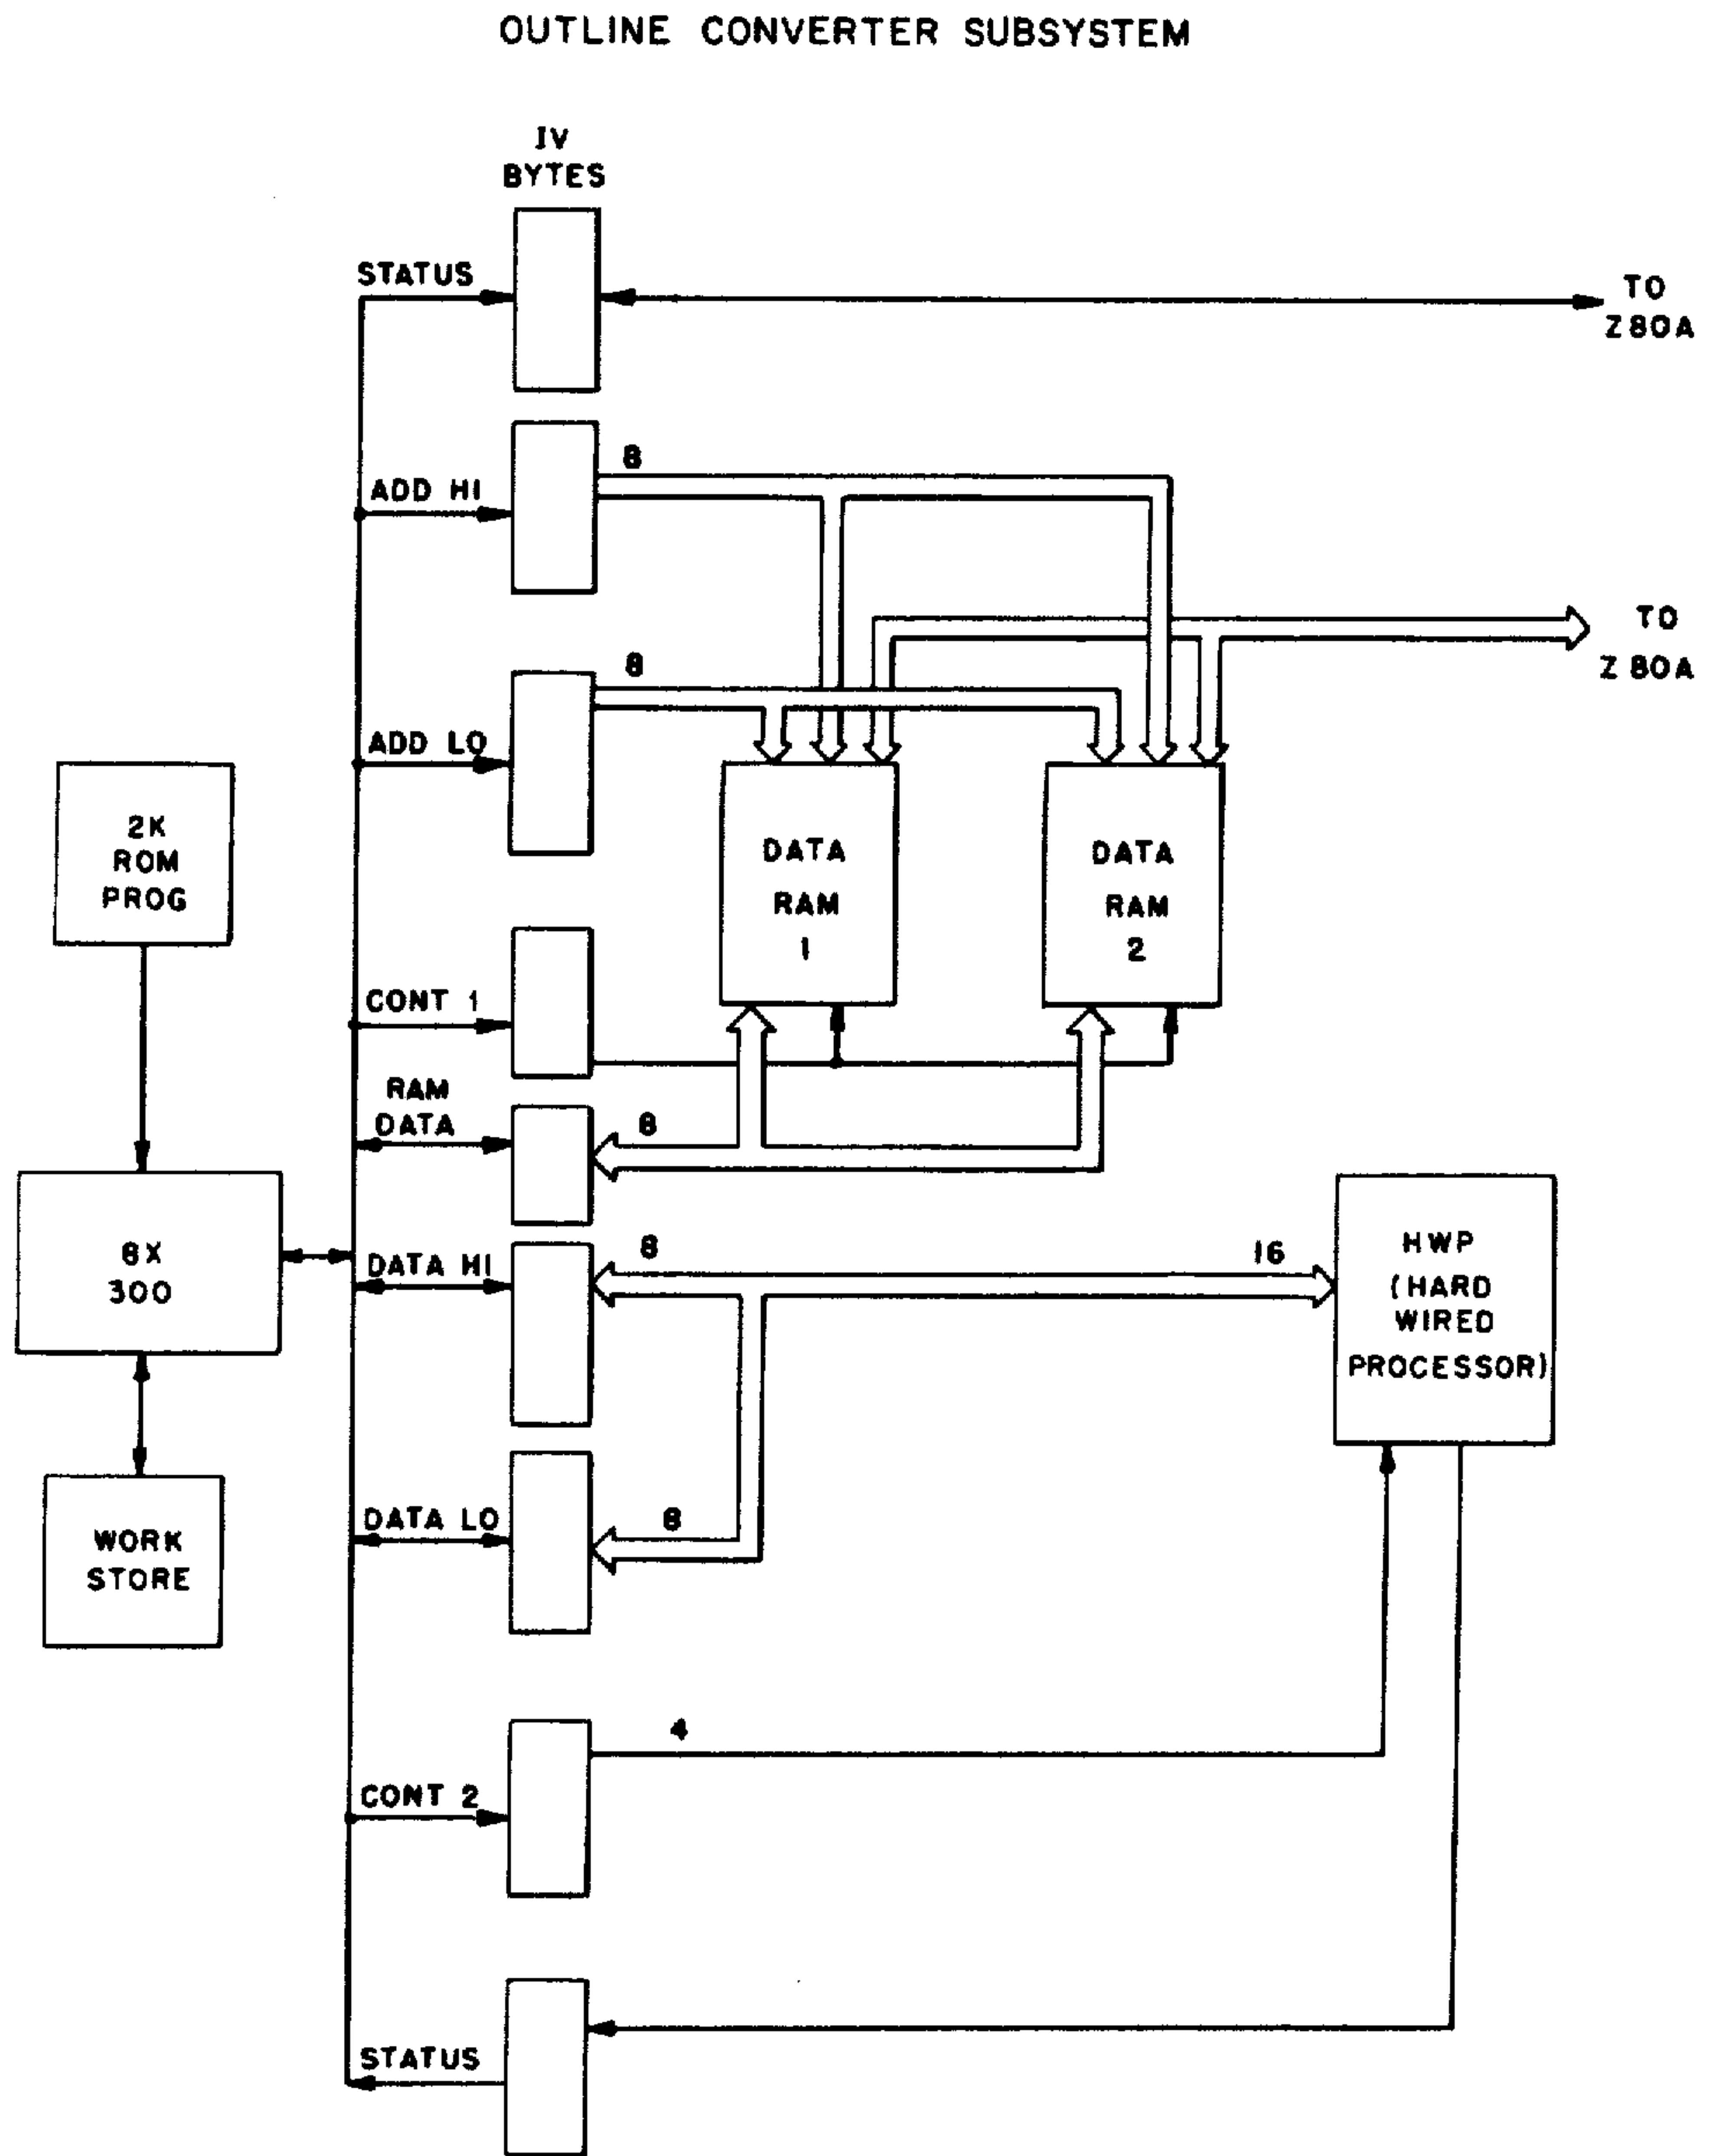 OUTLINE CONVERTER SUBSYSTEM
IV
BYTES
STATUS
TO
Z80A
ADD HI
8
TO
Z80A
8
ADD LO
2K
ROM
PROG
DATA
RAM
1
DATA
RAM
2
CONT 1
RAM
DATA
8
8X
300
DATA HI
8
16
HWP
(HARD
WIRED
PROCESSOR)
DATA LO
8
WORK
STORE
4
CONT 2
STATUS